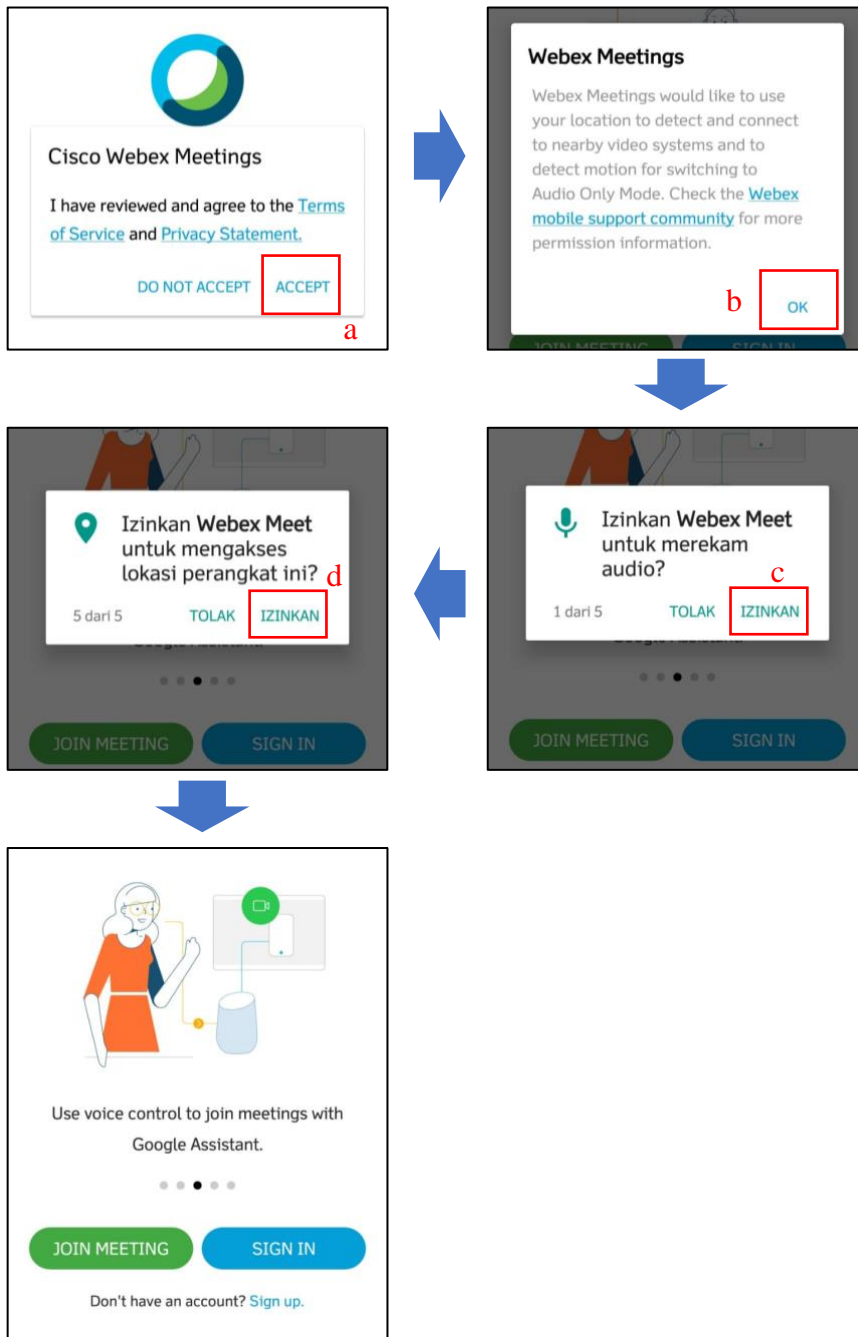 Cisco Webex Meetings
I have reviewed and agree to the Terms
of Service and Privacy Statement.
DO NOT ACCEPT ACCEPT
a
Webex Meetings
Webex Meetings would like to use
your location to detect and connect
to nearby video systems and to
detect motion for switching to
Audio Only Mode. Check the Webex
mobile support community for more
permission information.
b
OK
JOIN MEETING SIGN IN
Izinkan Webex Meet
untuk merekam
audio?
c
1 dari 5 TOLAK IZINKAN
Google Assistant.
JOIN MEETING SIGN IN
Izinkan Webex Meet
untuk mengakses
lokasi perangkat ini?
d
5 dari 5 TOLAK IZINKAN
Google Assistant.
JOIN MEETING SIGN IN
Use voice control to join meetings with
Google Assistant.
JOIN MEETING SIGN IN
Don't have an account? Sign up.